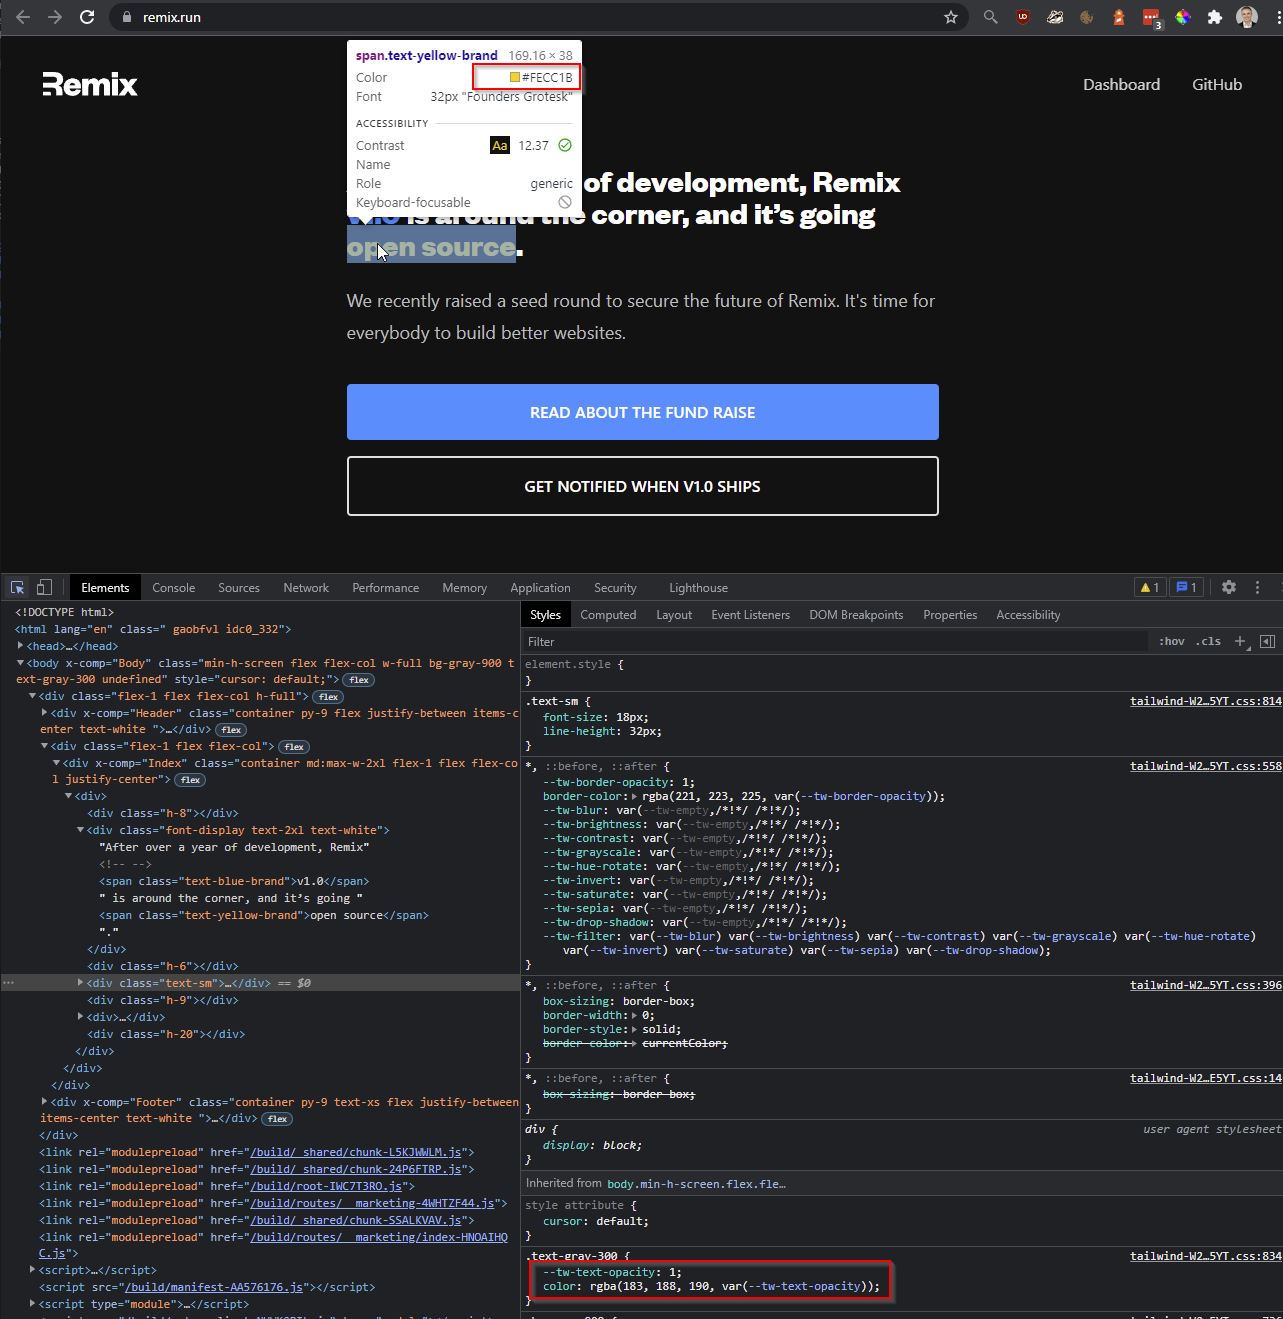 remix.run
3
span.text-yellow-brand 169.16 × 38
Color #FECC1B
Font 32px "Founders Grotesk"
ACCESSIBILITY
Contrast Aa 12.37
Name
Role generic
Keyboard-focusable
Remix
Dashboard GitHub
of development, Remix
v1.0 is around the corner, and it’s going
open source.
We recently raised a seed round to secure the future of Remix. It's time for
everybody to build better websites.
READ ABOUT THE FUND RAISE
GET NOTIFIED WHEN V1.0 SHIPS
Elements Console Sources Network Performance Memory Application Security Lighthouse 1 1
<!DOCTYPE html>
<html lang="en" class=" gaobfvl idc0_332">
<head>…</head>
<body x-comp="Body" class="min-h-screen flex flex-col w-full bg-gray-900 t
ext-gray-300 undefined" style="cursor: default;"> flex
<div class="flex-1 flex flex-col h-full"> flex
<div x-comp="Header" class="container py-9 flex justify-between items-c
enter text-white ">…</div> flex
<div class="flex-1 flex flex-col"> flex
<div x-comp="Index" class="container md:max-w-2xl flex-1 flex flex-co
l justify-center"> flex
<div>
<div class="h-8"></div>
<div class="font-display text-2xl text-white">
"After over a year of development, Remix"
<!-- -->
<span class="text-blue-brand">v1.0</span>
" is around the corner, and it’s going "
<span class="text-yellow-brand">open source</span>
"."
</div>
<div class="h-6"></div>
… <div class="text-sm">…</div> == $0
<div class="h-9"></div>
<div>…</div>
<div class="h-20"></div>
</div>
</div>
</div>
<div x-comp="Footer" class="container py-9 text-xs flex justify-between
items-center text-white ">…</div> flex
</div>
<link rel="modulepreload" href="/build/_shared/chunk-L5KJWWLM.js">
<link rel="modulepreload" href="/build/_shared/chunk-24P6FTRP.js">
<link rel="modulepreload" href="/build/root-IWC7T3RO.js">
<link rel="modulepreload" href="/build/routes/__marketing-4WHTZF44.js">
<link rel="modulepreload" href="/build/_shared/chunk-SSALKVAV.js">
<link rel="modulepreload" href="/build/routes/__marketing/index-HNOAIHQ
C.js">
<script>…</script>
<script src="/build/manifest-AA576176.js"></script>
<script type="module">…</script>
Styles Computed Layout Event Listeners DOM Breakpoints Properties Accessibility
Filter :hov .cls +
element.style {
}
.text-sm { tailwind-W2…5YT.css:814
font-size: 18px;
line-height: 32px;
}
*, ::before, ::after { tailwind-W2…5YT.css:558
--tw-border-opacity: 1;
border-color: rgba(221, 223, 225, var(--tw-border-opacity));
--tw-blur: var(--tw-empty,/*!*/ /*!*/);
--tw-brightness: var(--tw-empty,/*!*/ /*!*/);
--tw-contrast: var(--tw-empty,/*!*/ /*!*/);
--tw-grayscale: var(--tw-empty,/*!*/ /*!*/);
--tw-hue-rotate: var(--tw-empty,/*!*/ /*!*/);
--tw-invert: var(--tw-empty,/*!*/ /*!*/);
--tw-saturate: var(--tw-empty,/*!*/ /*!*/);
--tw-sepia: var(--tw-empty,/*!*/ /*!*/);
--tw-drop-shadow: var(--tw-empty,/*!*/ /*!*/);
--tw-filter: var(--tw-blur) var(--tw-brightness) var(--tw-contrast) var(--tw-grayscale) var(--tw-hue-rotate)
var(--tw-invert) var(--tw-saturate) var(--tw-sepia) var(--tw-drop-shadow);
}
*, ::before, ::after { tailwind-W2…5YT.css:396
box-sizing: border-box;
border-width: 0;
border-style: solid;
border-color: currentColor;
}
*, ::before, ::after { tailwind-W2…E5YT.css:14
box-sizing: border-box;
}
div { user agent stylesheet
display: block;
}
Inherited from body.min-h-screen.flex.fle…
style attribute {
cursor: default;
}
.text-gray-300 { tailwind-W2…5YT.css:834
--tw-text-opacity: 1;
color: rgba(183, 188, 190, var(--tw-text-opacity));
}